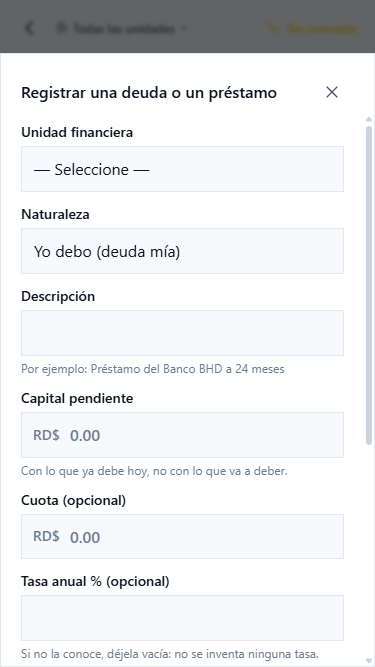 Todas las unidades
Registrar una deuda o un préstamo
Unidad financiera
— Seleccione —
Naturaleza
Yo debo (deuda mía)
Descripción
Por ejemplo: Préstamo del Banco BHD a 24 meses
Capital pendiente
RD$ 0.00
Con lo que ya debe hoy, no con lo que va a deber.
Cuota (opcional)
RD$ 0.00
Tasa anual % (opcional)
Si no la conoce, déjela vacía: no se inventa ninguna tasa.